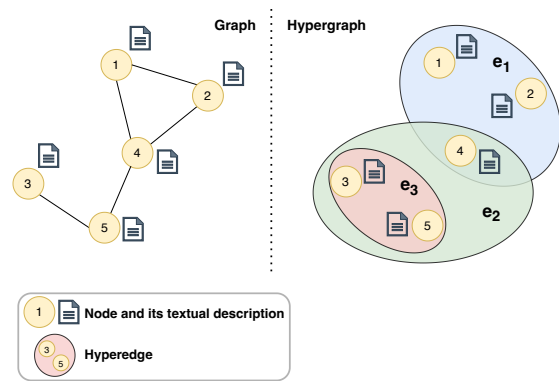 Graph
Hypergraph
1
2
3
4
5
1
e1
2
4
3
e3
5
e2
1 Node and its textual description
3
5
Hyperedge